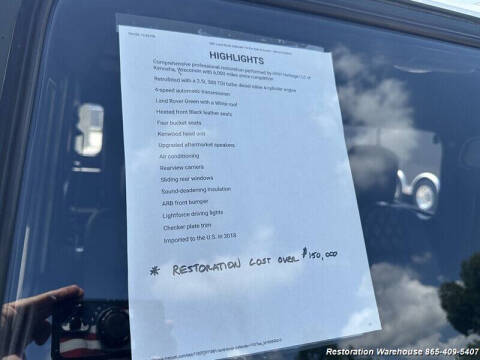 HIGHLIGHTS
Comprehensive professional restoration performed by
Kenosha, Wisconsin with 6,000 miles since completion
Retrofitted with a 2.5L 300 TDI turbo diesel inline 4-cylinder engine
4-speed automatic transmission
Land Rover Green with a White roof
Heated front Black leather seats
Four bucket seats
Kenwood head unit
Upgraded aftermarket speakers
Air conditioning
Rearview camera
Sliding rear windows
Sound-deadening insulation
ARB front bumper
Lightforce driving lights
Checker plate trim
Imported to the U.S. in 2018
* RESTORATION COST OVER $150,000
Restoration Warehouse 865-409-5407